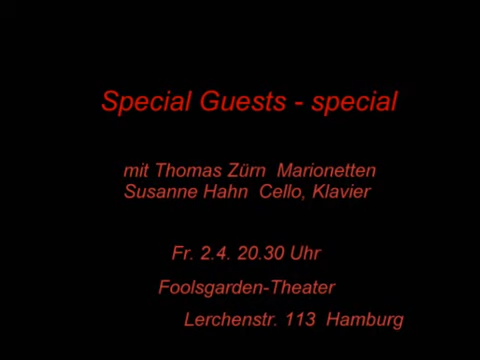 Special Guests - special
mit Thomas Zürn Marionetten
Susanne Hahn Cello, Klavier
Fr. 2.4. 20.30 Uhr
Foolsgarden-Theater
Lerchenstr. 113 Hamburg